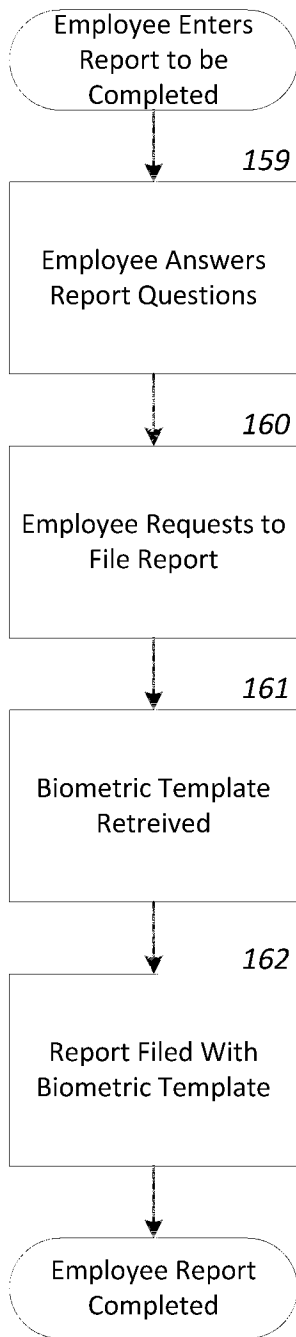 Employee Enters
Report to be
Completed
159
Employee Answers
Report Questions
160
Employee Requests to
File Report
161
Biometric Template
Retreived
162
Report Filed With
Biometric Template
Employee Report
Completed